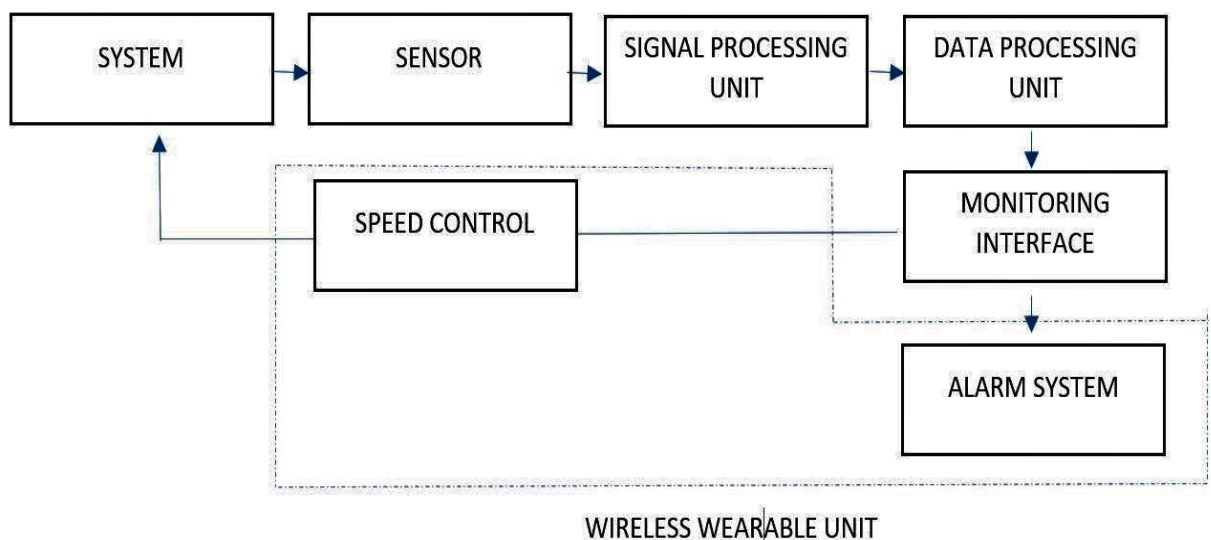 SYSTEM
SENSOR
SIGNAL PROCESSING
UNIT
DATA PROCESSING
UNIT
SPEED CONTROL
MONITORING
INTERFACE
ALARM SYSTEM
WIRELESS WEARABLE UNIT